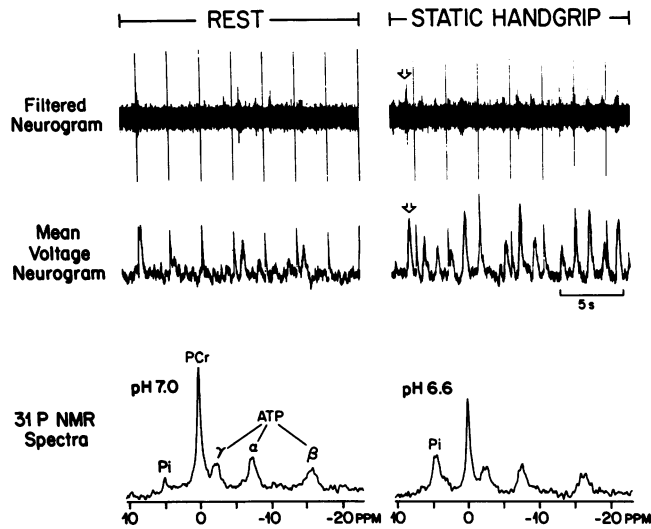 REST
STATIC HANDGRIP
Filtered
Neurogram
Mean
Voltage
Neurogram
5s
31 P NMR
Spectra
pH 7.0
PCr
Pi
γ
ATP
α
β
pH 6.6
Pi
10 0 -10 -20 PPM
10 0 -10 -20 PPM